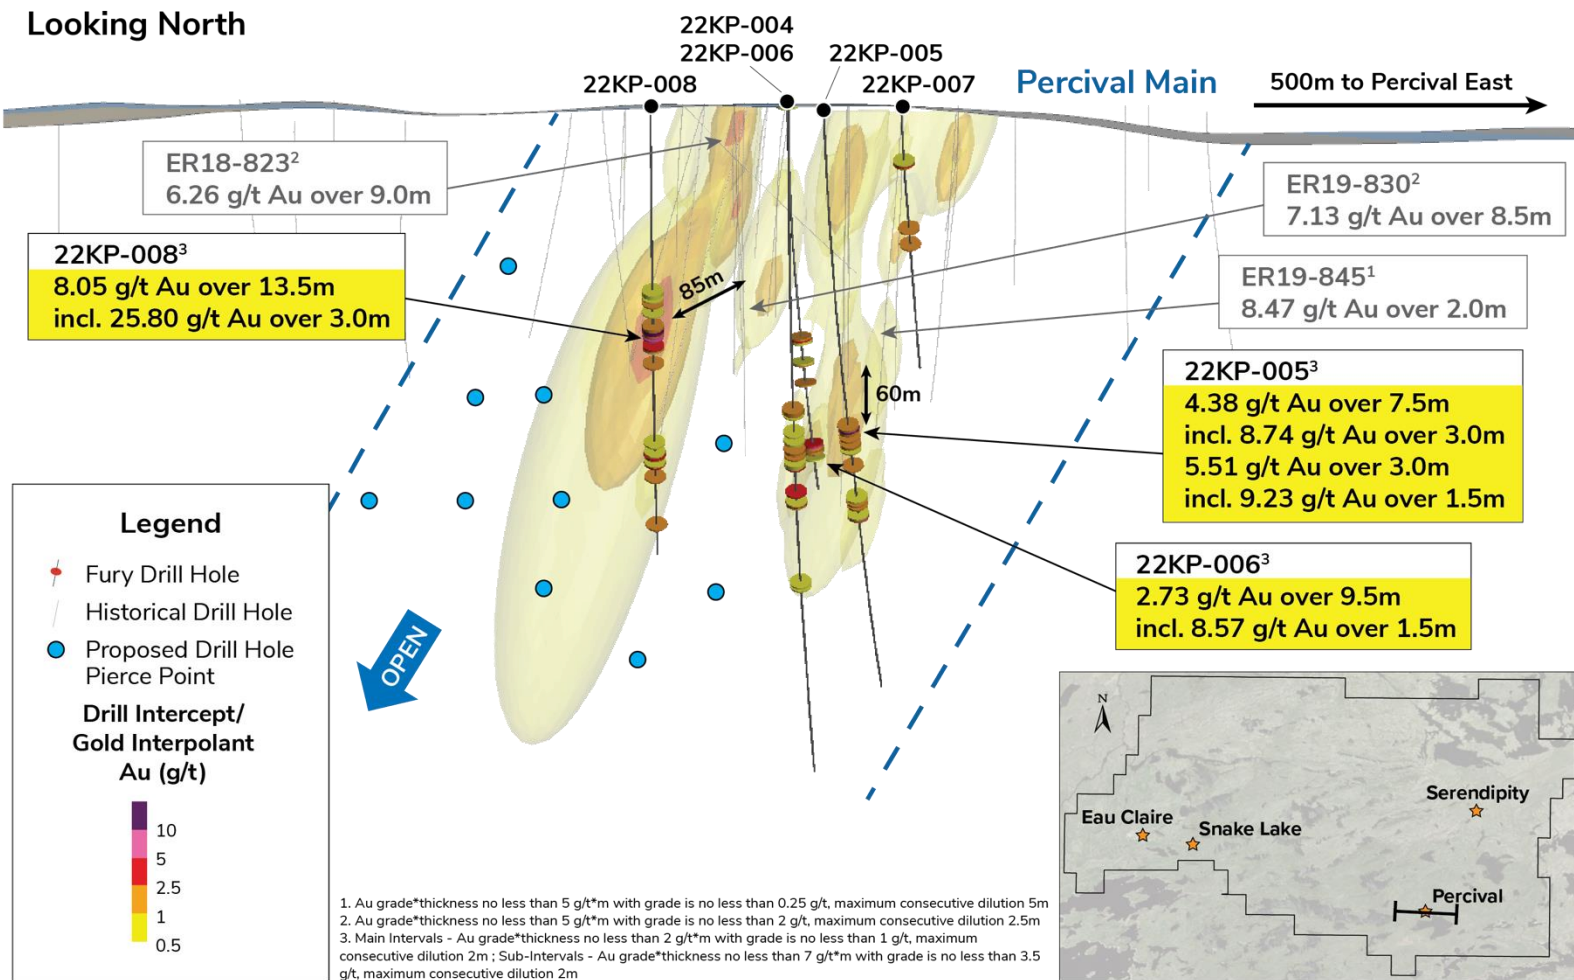 Looking North
22KP-004
22KP-006
22KP-005
22KP-008
22KP-007
Percival Main
500m to Percival East
ER18-823²
6.26 g/t Au over 9.0m
ER19-830²
7.13 g/t Au over 8.5m
22KP-008³
8.05 g/t Au over 13.5m
incl. 25.80 g/t Au over 3.0m
85m
ER19-845¹
8.47 g/t Au over 2.0m
60m
22KP-005³
4.38 g/t Au over 7.5m
incl. 8.74 g/t Au over 3.0m
5.51 g/t Au over 3.0m
incl. 9.23 g/t Au over 1.5m
22KP-006³
2.73 g/t Au over 9.5m
incl. 8.57 g/t Au over 1.5m
OPEN
Legend
Fury Drill Hole
Historical Drill Hole
Proposed Drill Hole
Pierce Point
Drill Intercept/
Gold Interpolant
Au (g/t)
10
5
2.5
1
0.5
1. Au grade*thickness no less than 5 g/t*m with grade is no less than 0.25 g/t, maximum consecutive dilution 5m
2. Au grade*thickness no less than 5 g/t*m with grade is no less than 2 g/t, maximum consecutive dilution 2.5m
3. Main Intervals - Au grade*thickness no less than 2 g/t*m with grade is no less than 1 g/t, maximum
consecutive dilution 2m ; Sub-Intervals - Au grade*thickness no less than 7 g/t*m with grade is no less than 3.5
g/t, maximum consecutive dilution 2m
N
Serendipity
Eau Claire
Snake Lake
Percival